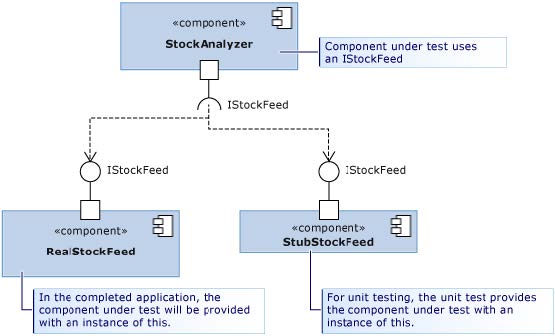 «component»
StockAnalyzer
Component under test uses
an IStockFeed
IStockFeed
IStockFeed
IStockFeed
«component»
RealStockFeed
«component»
StubStockFeed
In the completed application, the
component under test will be provided
with an instance of this.
For unit testing, the unit test provides
the component under test with an
instance of this.